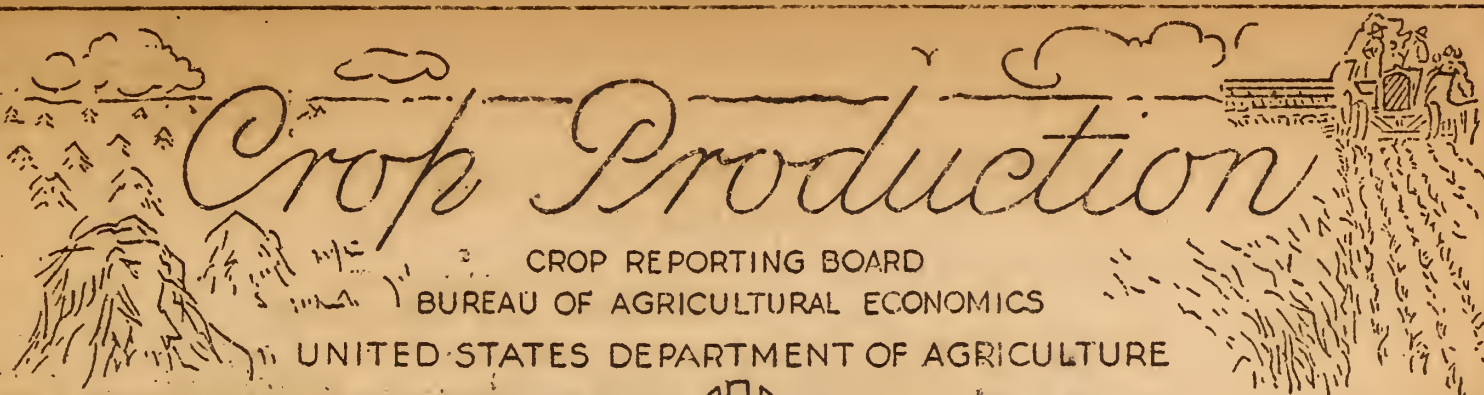 Crop Production
CROP REPORTING BOARD
BUREAU OF AGRICULTURAL ECONOMICS
UNITED STATES DEPARTMENT OF AGRICULTURE